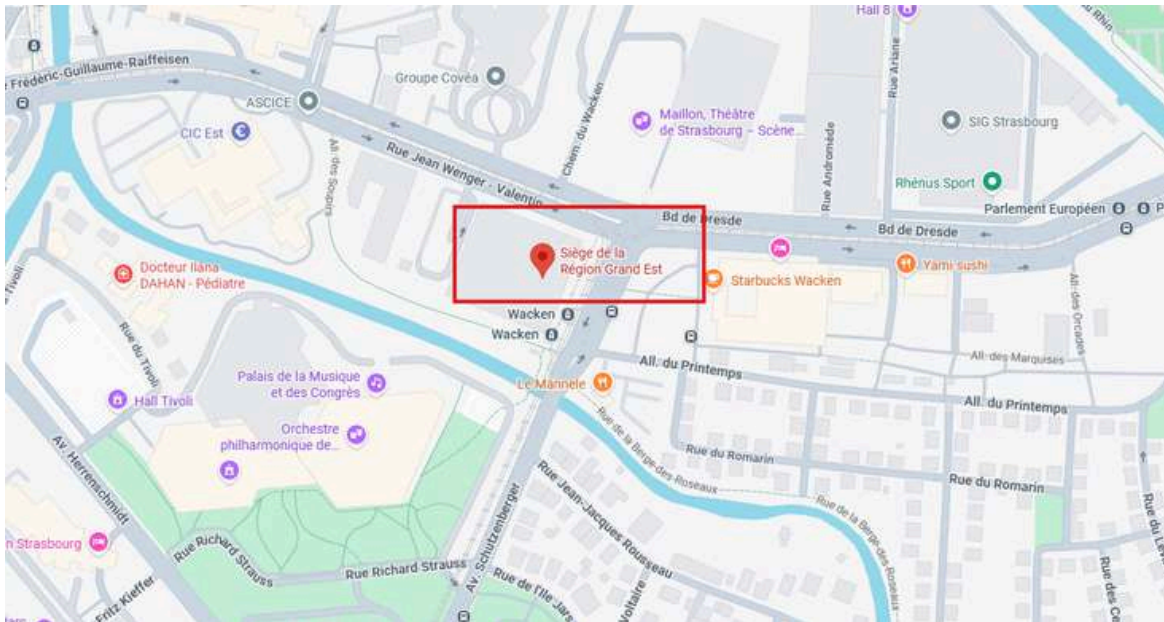 Hall 8
du Rhin
Frédéric-Guillaume-Raiffeisen
Groupe Covéa
Rue Ariane
ASCICE
CIC Est
Chem. du Wacken
Maillon, Théâtre
de Strasbourg – Scène...
SIG Strasbourg
All. des Soupirs
Rue Jean Wenger - Valentin
Rue Andromède
Rhénus Sport
Parlement Européen
P
Bd de Dresde
Bd de Dresde
Siège de la
Région Grand Est
Docteur Ilana
DAHAN - Pédiatre
Tivoli
Starbucks Wacken
Yami sushi
All. des Orcades
Wacken
Wacken
Rue du Tivoli
All. du Printemps
All. des Marquises
Palais de la Musique
et des Congrès
Le Mannele
Hall Tivoli
All. du Printemps
Orchestre
philharmonique de...
Rue de la Berge-des-Roseaux
Rue du Romarin
Av. Herrenschmidt
Rue du Romarin
Rue Jean-Jacques Rousseau
Rue de la Berge-des-Roseaux
Av. Schutzenberger
n Strasbourg
Rue Richard Strauss
Rue Richard Strauss
Rue de l'Ile Jars
Voltaire
Fritz Kieffer
Rue des